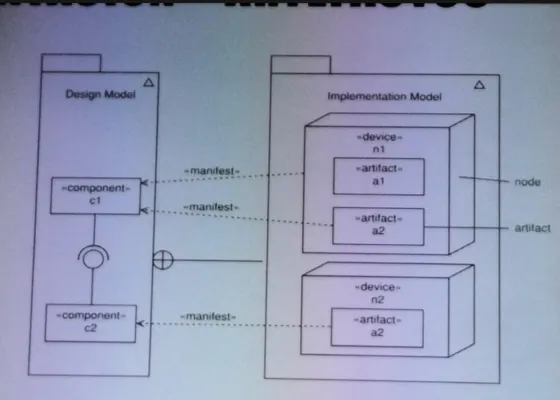 Design Model
Implementation Model
«device»
n1
«manifest»
«artifact»
a1
node
«component»
c1
«manifest»
«artifact»
a2
artifact
«device»
n2
«component»
c2
«manifest»
«artifact»
a2